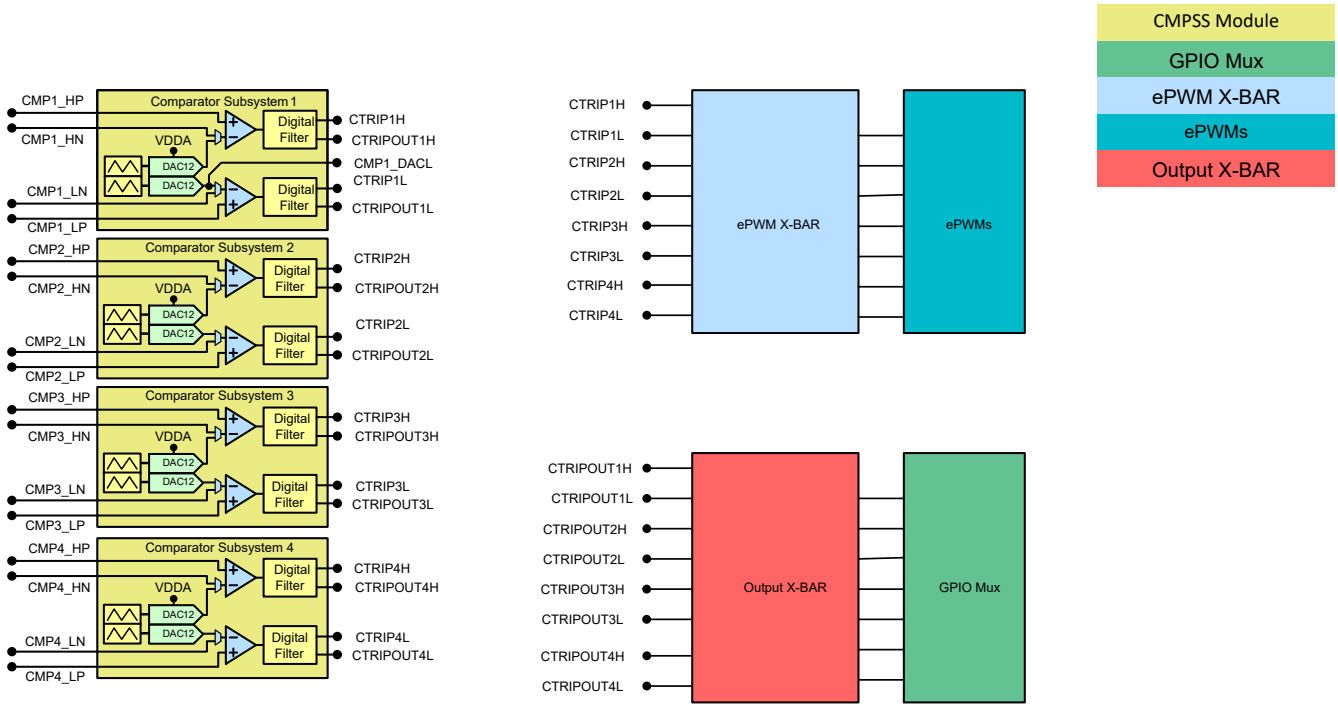 CMPSS Module
GPIO Mux
ePWM X-BAR
ePWMs
Output X-BAR
CMP1_HP
CMP1_HN
CMP1_LN
CMP1_LP
Comparator Subsystem 1
VDDA
DAC12
DAC12
Digital
Filter
Digital
Filter
CTRIP1H
CTRIPOUT1H
CMP1_DACL
CTRIP1L
CTRIPOUT1L
CMP2_HP
CMP2_HN
CMP2_LN
CMP2_LP
Comparator Subsystem 2
VDDA
DAC12
DAC12
Digital
Filter
Digital
Filter
CTRIP2H
CTRIPOUT2H
CTRIP2L
CTRIPOUT2L
CMP3_HP
CMP3_HN
CMP3_LN
CMP3_LP
Comparator Subsystem 3
VDDA
DAC12
DAC12
Digital
Filter
Digital
Filter
CTRIP3H
CTRIPOUT3H
CTRIP3L
CTRIPOUT3L
CMP4_HP
CMP4_HN
CMP4_LN
CMP4_LP
Comparator Subsystem 4
VDDA
DAC12
DAC12
Digital
Filter
Digital
Filter
CTRIP4H
CTRIPOUT4H
CTRIP4L
CTRIPOUT4L
CTRIP1H
CTRIP1L
CTRIP2H
CTRIP2L
CTRIP3H
CTRIP3L
CTRIP4H
CTRIP4L
ePWM X-BAR
ePWMs
CTRIPOUT1H
CTRIPOUT1L
CTRIPOUT2H
CTRIPOUT2L
CTRIPOUT3H
CTRIPOUT3L
CTRIPOUT4H
CTRIPOUT4L
Output X-BAR
GPIO Mux